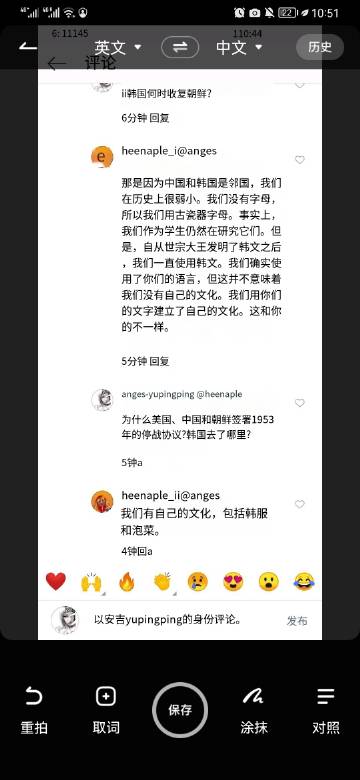 10:51
22
6: 11145
110:44
英文
中文
历史
评论
ii韩国何时收复朝鲜?
6分钟 回复
heenaple_i@anges
那是因为中国和韩国是邻国，我们
在历史上很弱小。我们没有字母，
所以我们用古瓷器字母。事实上，
我们作为学生仍然在研究它们。但
是，自从世宗大王发明了韩文之后
，我们一直使用韩文。我们确实使
用了你们的语言，但这并不意味着
我们没有自己的文化。我们用你们
的文字建立了自己的文化。这和你
的不一样。
5分钟 回复
anges-yupingping @heenaple
为什么美国、中国和朝鲜签署1953
年的停战协议?韩国去了哪里?
5钟a
heenaple_ii@anges
我们有自己的文化，包括韩服
和泡菜。
4钟回a
以安吉yupingping的身份评论。
发布
重拍
取词
保存
涂抹
对照